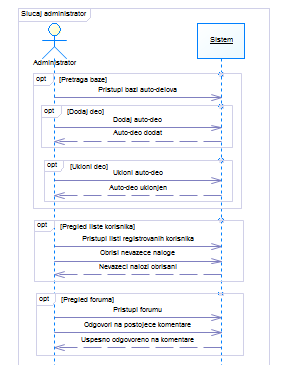 Slucaj administrator
Sistem
Administrator
opt [Pretraga baze]
Pristupi bazi auto-delova
opt [Dodaj deo]
Dodaj auto-deo
Auto-deo dodat
opt [Ukloni deo]
Ukloni auto-deo
Auto-deo uklonjen
opt [Pregled liste korisnika]
Pristupi listi registrovanih korisnika
Obrisi nevazece naloge
Nevazeci nalozi obrisani
opt [Pregled foruma]
Pristupi forumu
Odgovori na postojece komentare
Uspesno odgovoreno na komentare